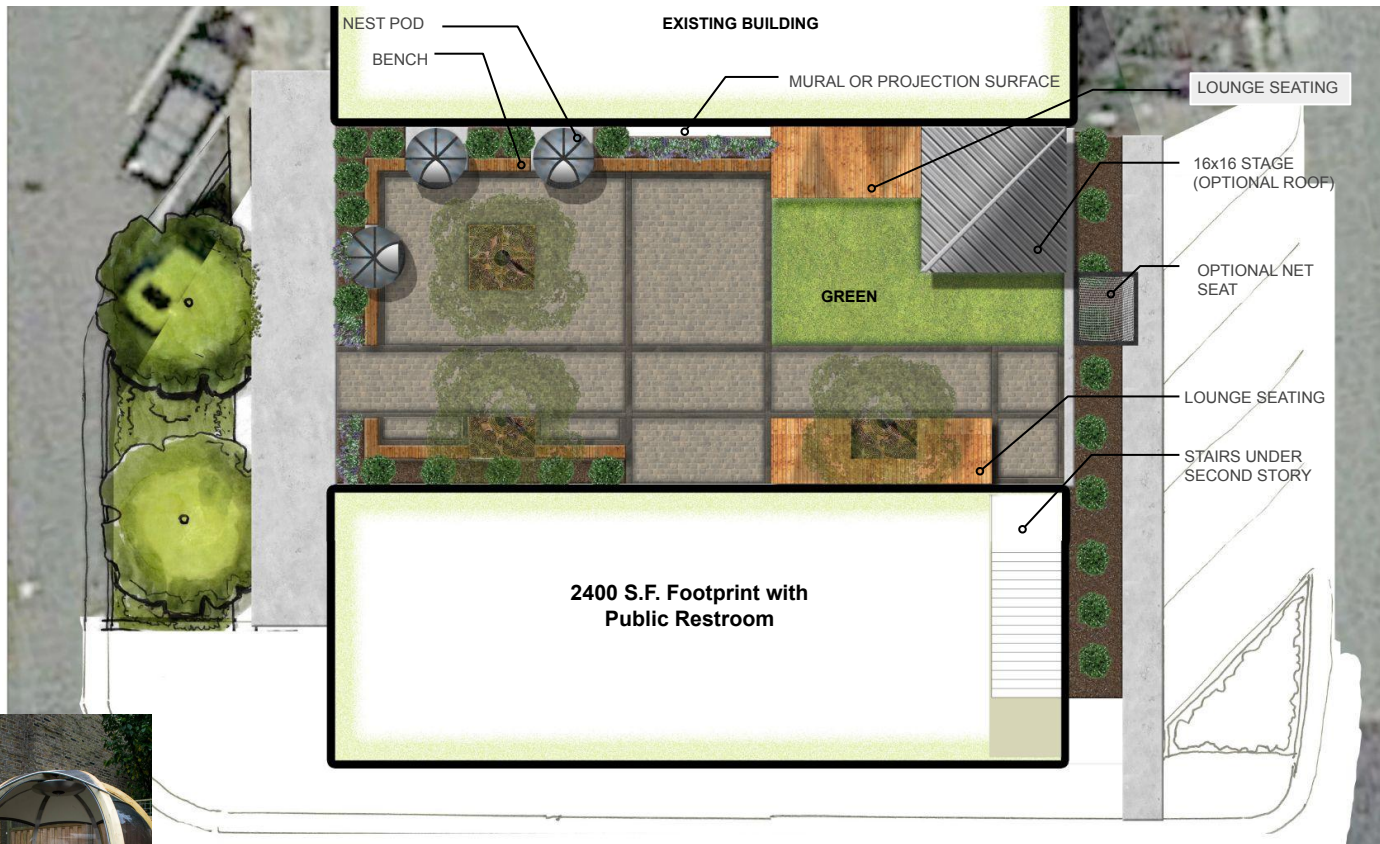 NEST POD
EXISTING BUILDING
BENCH
MURAL OR PROJECTION SURFACE
LOUNGE SEATING
16x16 STAGE
(OPTIONAL ROOF)
OPTIONAL NET
SEAT
GREEN
LOUNGE SEATING
STAIRS UNDER
SECOND STORY
2400 S.F. Footprint with
Public Restroom